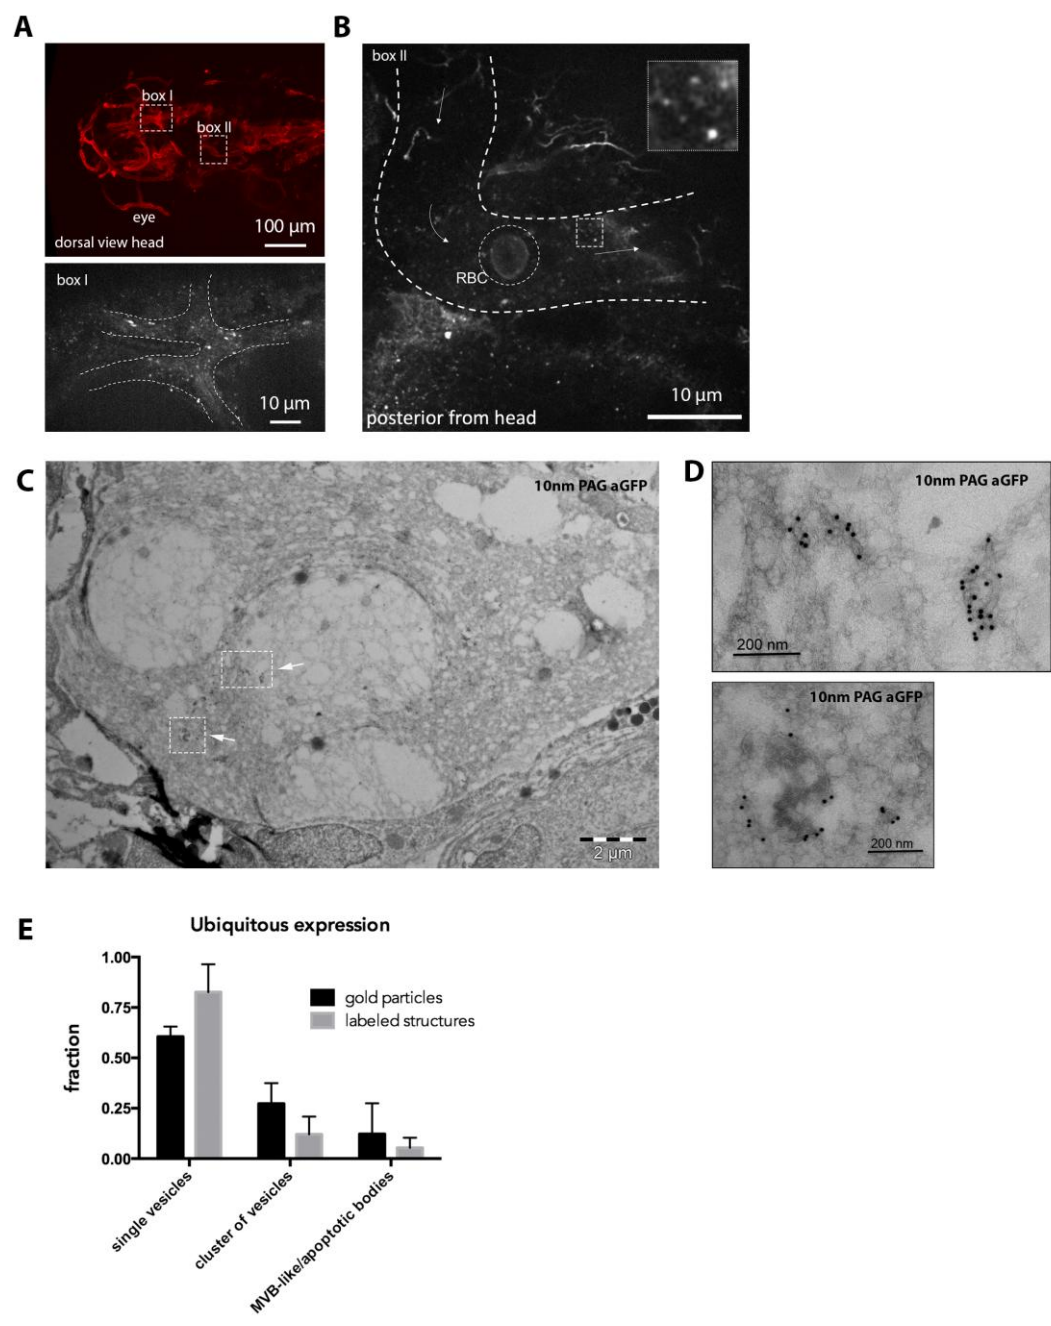 A
box I
box II
eye
100 µm
dorsal view head
box I
10 µm
B
box II
RBC
10 µm
posterior from head
C
10nm PAG aGFP
2 µm
D
10nm PAG aGFP
200 nm
10nm PAG aGFP
200 nm
E
Ubiquitous expression
1.00
0.75
0.50
0.25
0.00
fraction
gold particles
labeled structures
single vesicles
cluster of vesicles
MVB-like/apoptotic bodies